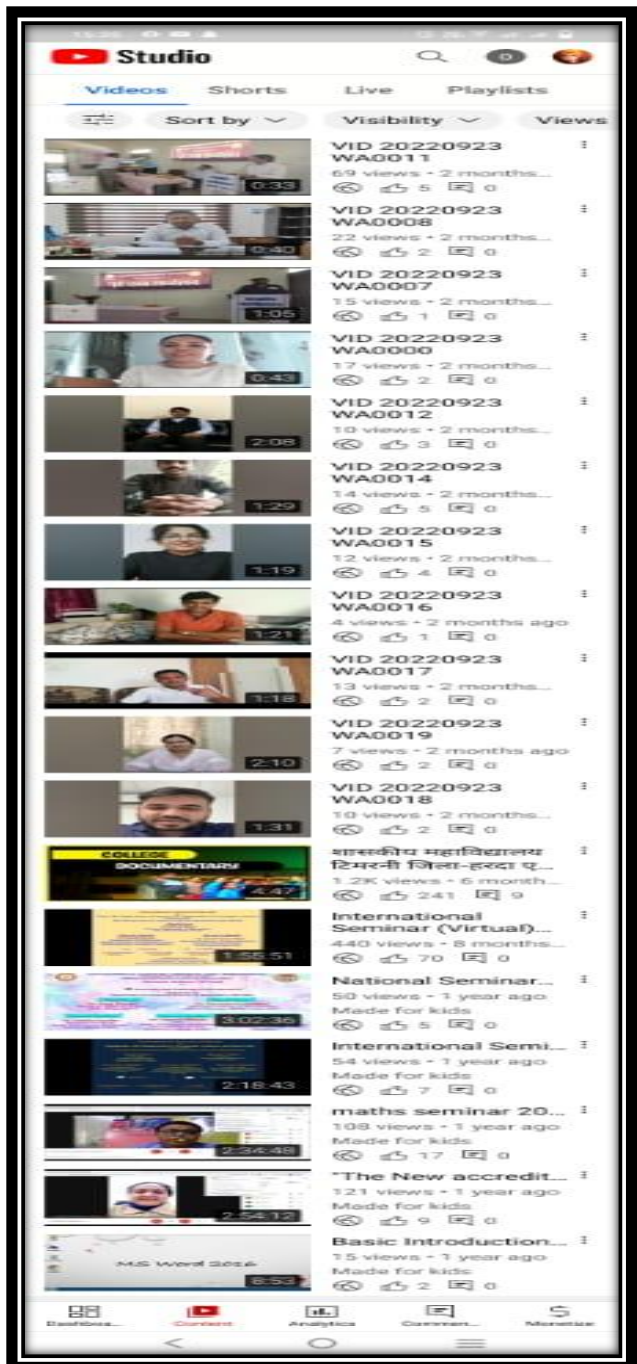 Studio
0
Videos Shorts Live Playlists
Sort by Visibility Views
VID 20220923
WA0011
69 views • 2 months...
5 0
0:33
VID 20220923
WA0008
22 views • 2 months...
2 0
0:40
VID 20220923
WA0007
15 views • 2 months...
1 0
1:05
VID 20220923
WA0000
17 views • 2 months...
2 0
0:43
VID 20220923
WA0012
10 views • 2 months...
3 0
2:08
VID 20220923
WA0014
14 views • 2 months...
5 0
1:29
VID 20220923
WA0015
12 views • 2 months...
4 0
1:19
VID 20220923
WA0016
4 views • 2 months ago
1 0
1:21
VID 20220923
WA0017
13 views • 2 months...
2 0
1:18
VID 20220923
WA0019
7 views • 2 months ago
2 0
2:10
VID 20220923
WA0018
10 views • 2 months...
2 0
1:31
COLLEGE
DOCUMENTARY
4:47
शासकीय महाविद्यालय
टिमरनी जिला-हरदा ए...
1.2K views • 6 month...
241 9
International
Seminar (Virtual)...
440 views • 8 months...
70 0
1:55:51
National Seminar...
50 views • 1 year ago
Made for kids
5 0
3:02:36
International Semi...
54 views • 1 year ago
Made for kids
7 0
2:18:43
maths seminar 20...
108 views • 1 year ago
Made for kids
17 0
2:34:48
"The New accredit...
121 views • 1 year ago
Made for kids
9 0
2:54:12
Basic Introduction...
15 views • 1 year ago
Made for kids
2 0
M.S Word 2016
8:53
Dashboa... Content Analytics Commen... Monetize